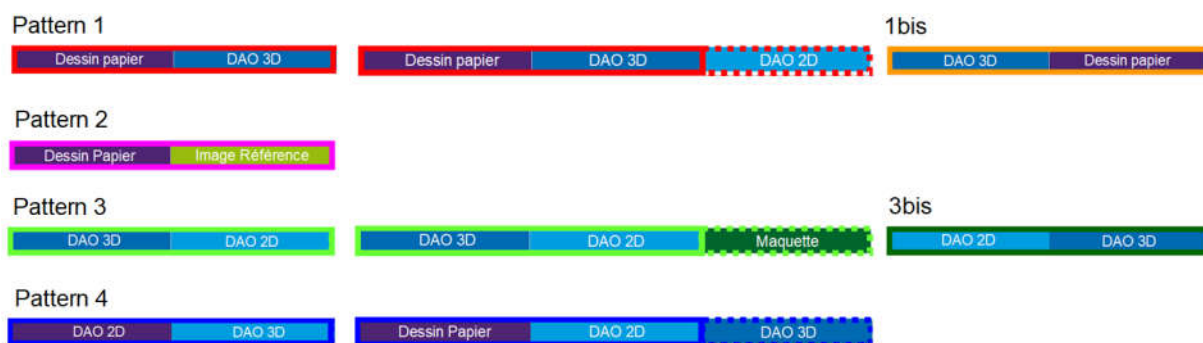 Pattern 1 1bis
Dessin papier DAO 3D Dessin papier DAO 3D DAO 2D DAO 3D Dessin papier
Pattern 2
Dessin Papier Image Référence
Pattern 3 3bis
DAO 3D DAO 2D DAO 3D DAO 2D Maquette DAO 2D DAO 3D
Pattern 4
DAO 2D DAO 3D Dessin Papier DAO 2D DAO 3D